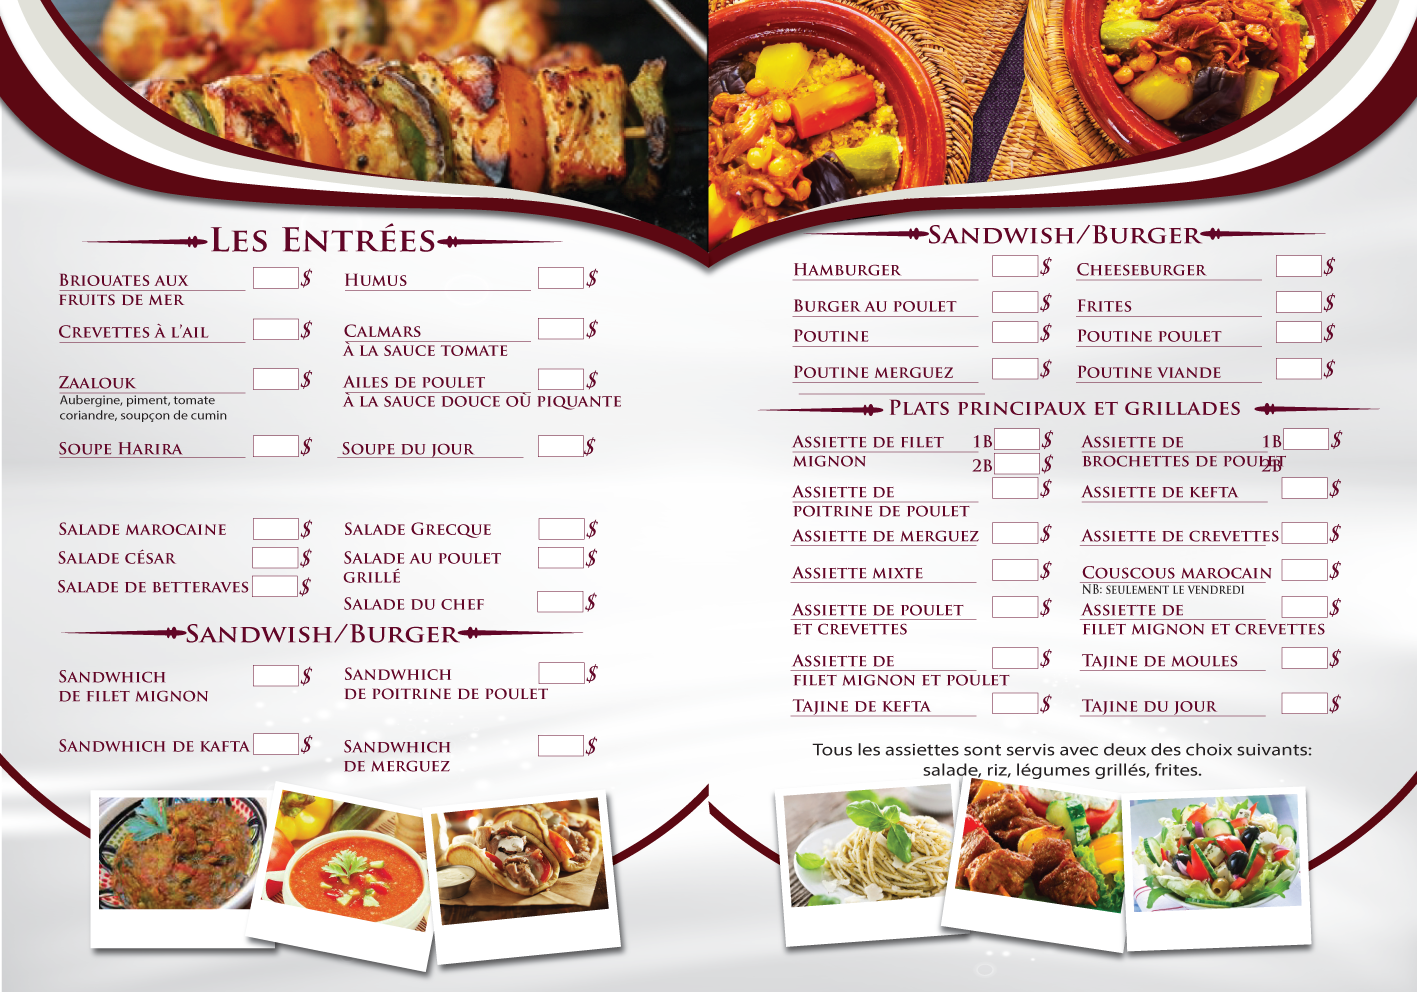 Les Entrées
Briouates aux $
fruits de mer
Humus $
Crevettes à l'ail $
Calmars $
à la sauce tomate
Zaalouk $
Aubergine, piment, tomate
coriandre, soupçon de cumin
Ailes de poulet $
à la sauce douce où piquante
Soupe Harira $
Soupe du jour $
Salade marocaine $
Salade Grecque $
Salade césar $
Salade au poulet $
grillé
Salade de betteraves $
Salade du chef $
Sandwish/Burger
Sandwhich $
de filet mignon
Sandwhich $
de poitrine de poulet
Sandwhich de kafta $
Sandwhich $
de merguez
Sandwish/Burger
Hamburger $
Cheeseburger $
Burger au poulet $
Frites $
Poutine $
Poutine poulet $
Poutine merguez $
Poutine viande $
Plats principaux et grillades
Assiette de filet 1B $
mignon 2B $
Assiette de 1B $
brochettes de poulet 2B
Assiette de $
poitrine de poulet
Assiette de kefta $
Assiette de merguez $
Assiette de crevettes $
Assiette mixte $
Couscous marocain $
NB: seulement le vendredi
Assiette de poulet $
et crevettes
Assiette de $
filet mignon et crevettes
Assiette de $
filet mignon et poulet
Tajine de moules $
Tajine de kefta $
Tajine du jour $
Tous les assiettes sont servis avec deux des choix suivants:
salade, riz, légumes grillés, frites.